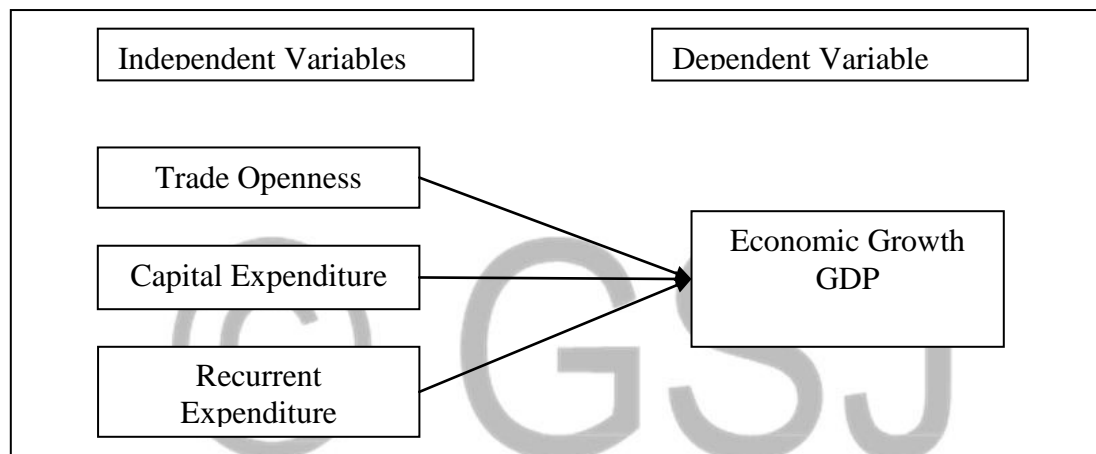 Independent Variables
Dependent Variable
Trade Openness
Capital Expenditure
Recurrent
Expenditure
Economic Growth
GDP
© GSJ